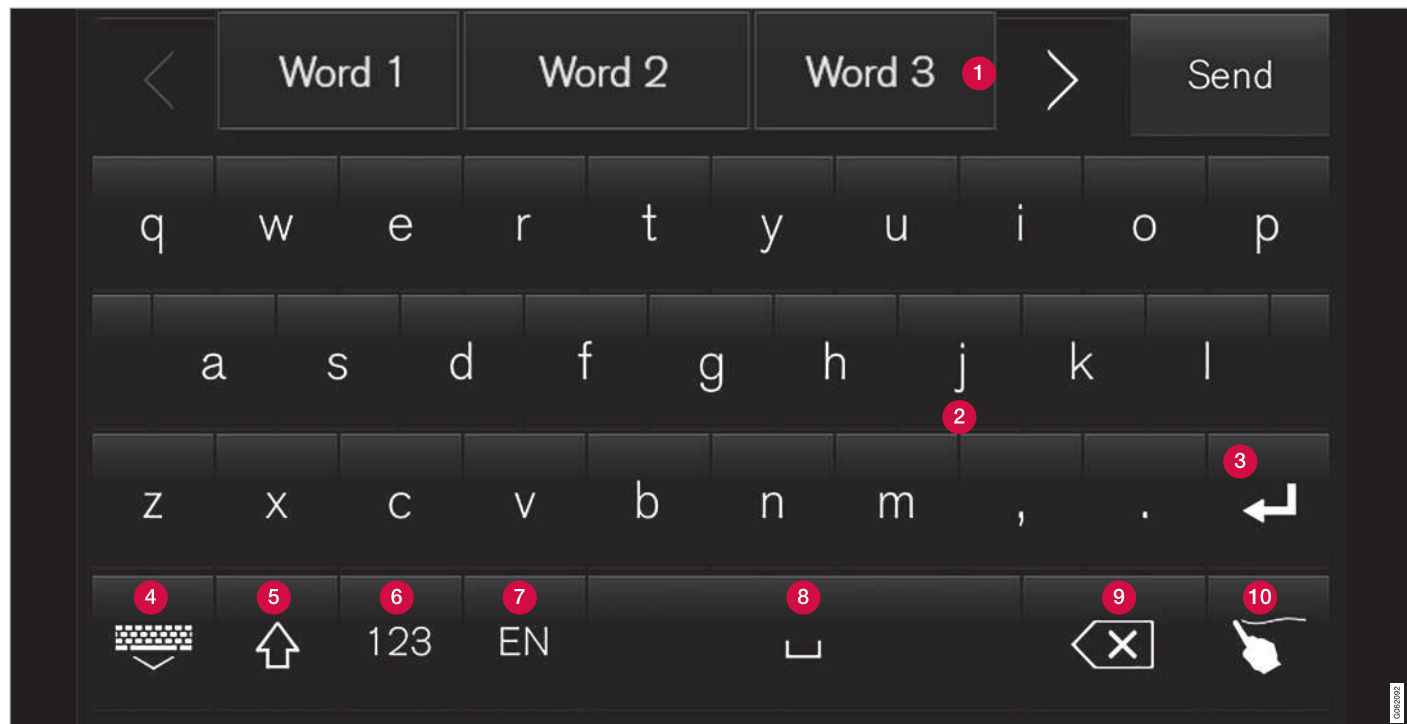 Word 1 Word 2 Word 3 1 Send
q w e r t y u i o p
a s d f g h j k l
2
3
z x c v b n m , .
4 5 6 7 8 9 10
123 EN
G062092